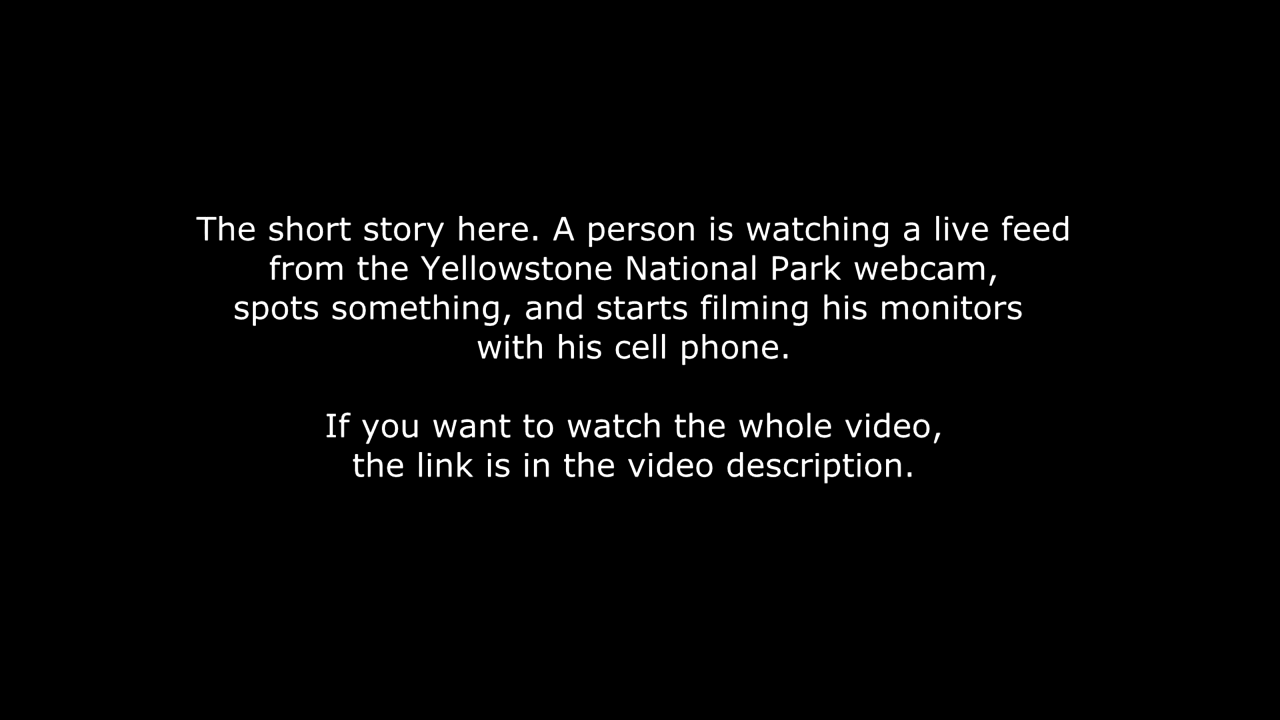 The short story here. A person is watching a live feed
from the Yellowstone National Park webcam,
spots something, and starts filming his monitors
with his cell phone.
If you want to watch the whole video,
the link is in the video description.